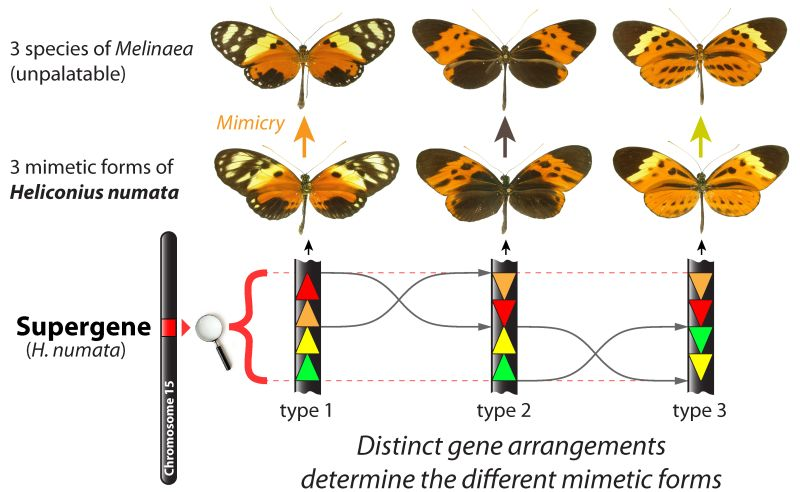 3 species of Melinaea
(unpalatable)
Mimicry
3 mimetic forms of
Heliconius numata
Supergene
(H. numata)
Chromosome 15
type 1
type 2
type 3
Distinct gene arrangements
determine the different mimetic forms